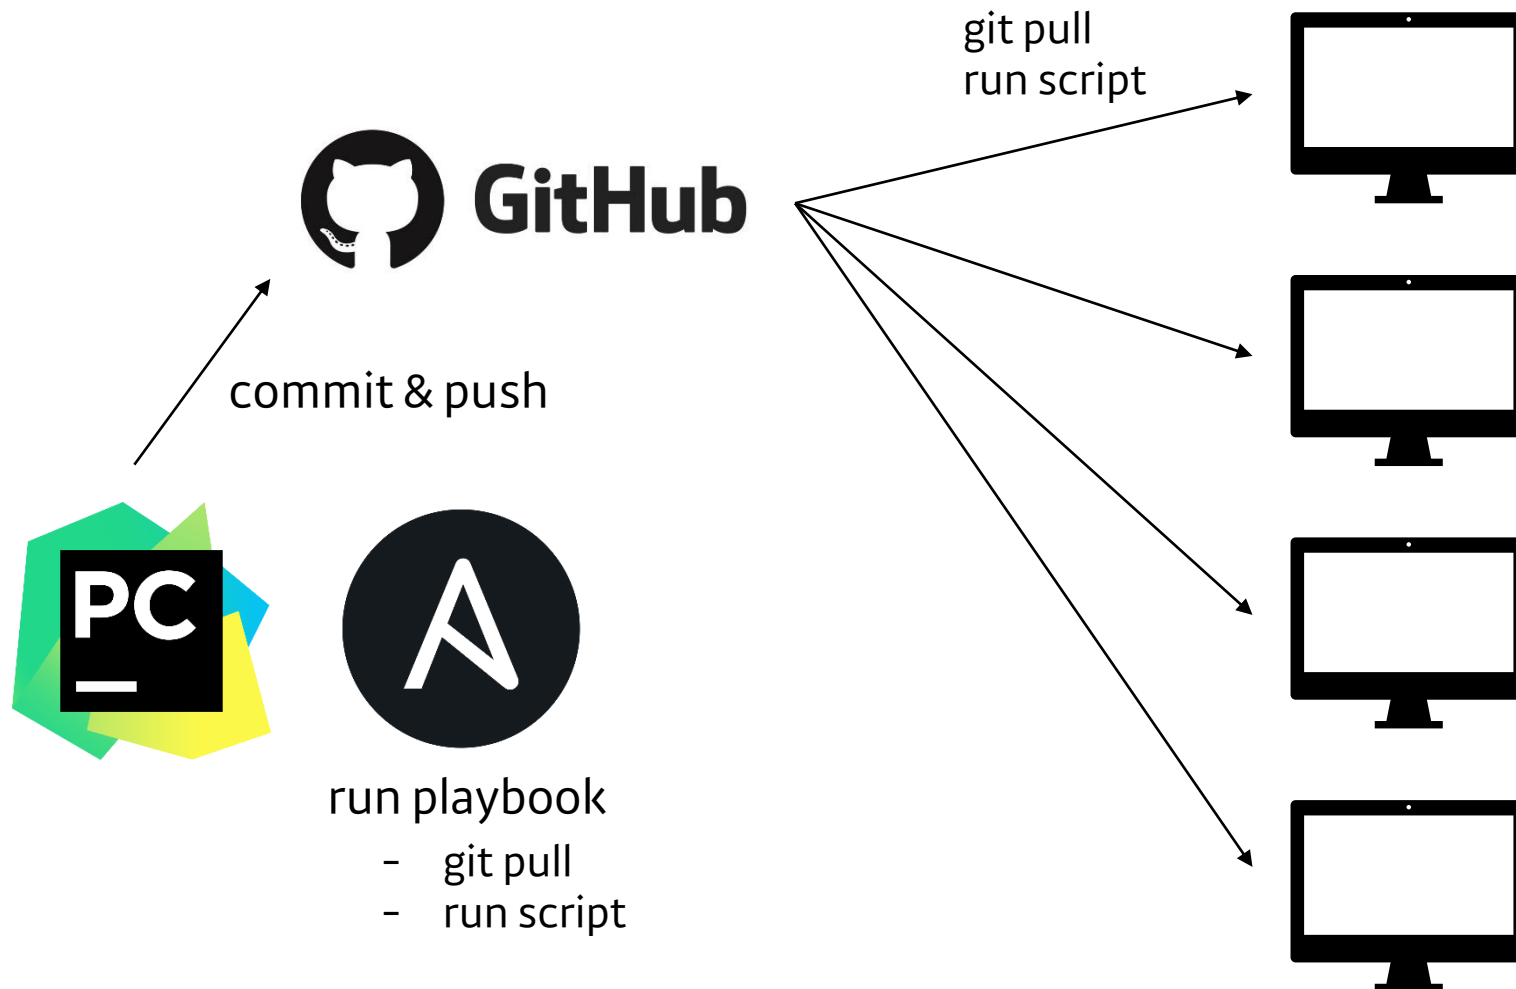 git pull
run script
GitHub
commit & push
PC
run playbook
- git pull
- run script